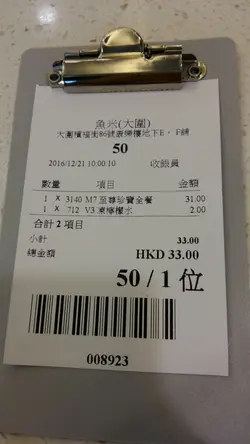 魚米(大圍)
大圍積福街86號豪榮樓地下E, F舖
50
2016/12/21 10:00:10 收銀員
數量 項目 金額
1 X 3140 M7 至尊珍寶全餐 31.00
1 X 712 V3 凍檸檬水 2.00
合計 2 項目
小計 33.00
總金額 HKD 33.00
50 / 1 位
008923